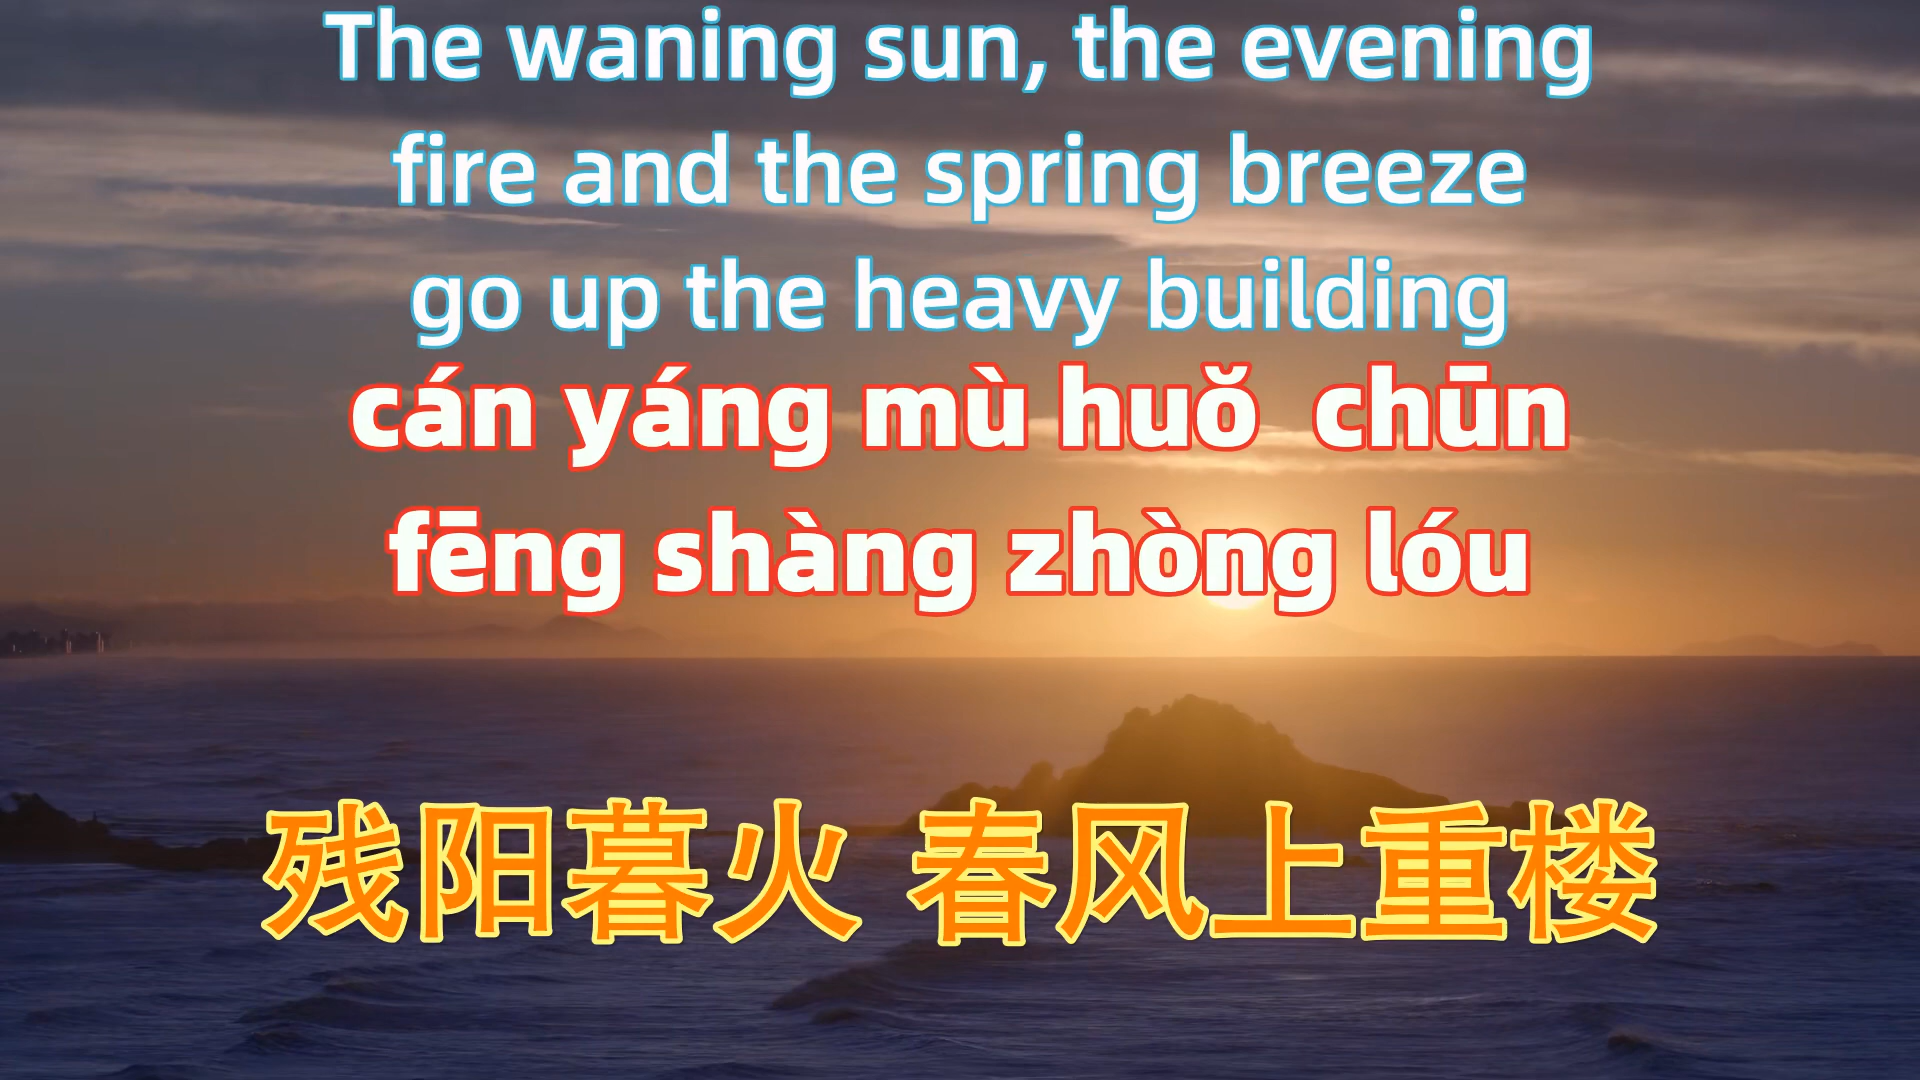 The waning sun, the evening
fire and the spring breeze
go up the heavy building
cán yáng mù huǒ  chūn
fēng shàng zhòng lóu
残阳暮火 春风上重楼